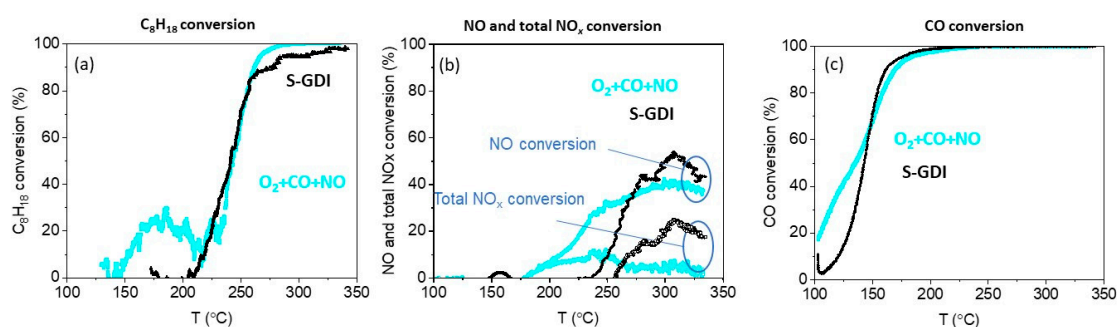 C₈H₁₈ conversion
(a)
S-GDI
O₂+CO+NO
C₈H₁₈ conversion (%)
100
80
60
40
20
0
100 150 200 250 300 350
T (°C)
NO and total NOₓ conversion
(b)
O₂+CO+NO
S-GDI
NO conversion
Total NOₓ conversion
NO and total NOx conversion (%)
100
80
60
40
20
0
100 150 200 250 300 350
T (°C)
CO conversion
(c)
O₂+CO+NO
S-GDI
CO conversion (%)
100
80
60
40
20
0
100 150 200 250 300 350
T (°C)